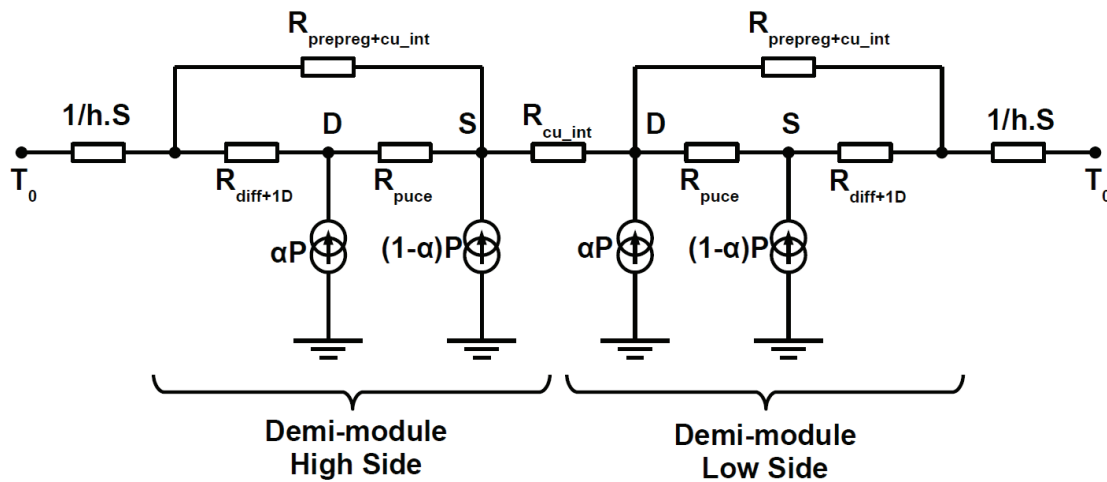 R_prepreg+cu_int
R_prepreg+cu_int
1/h.S
D
S
R_cu_int
D
S
1/h.S
T_0
R_diff+1D
R_puce
R_puce
R_diff+1D
T_0
αP
(1-α)P
αP
(1-α)P
Demi-module
High Side
Demi-module
Low Side